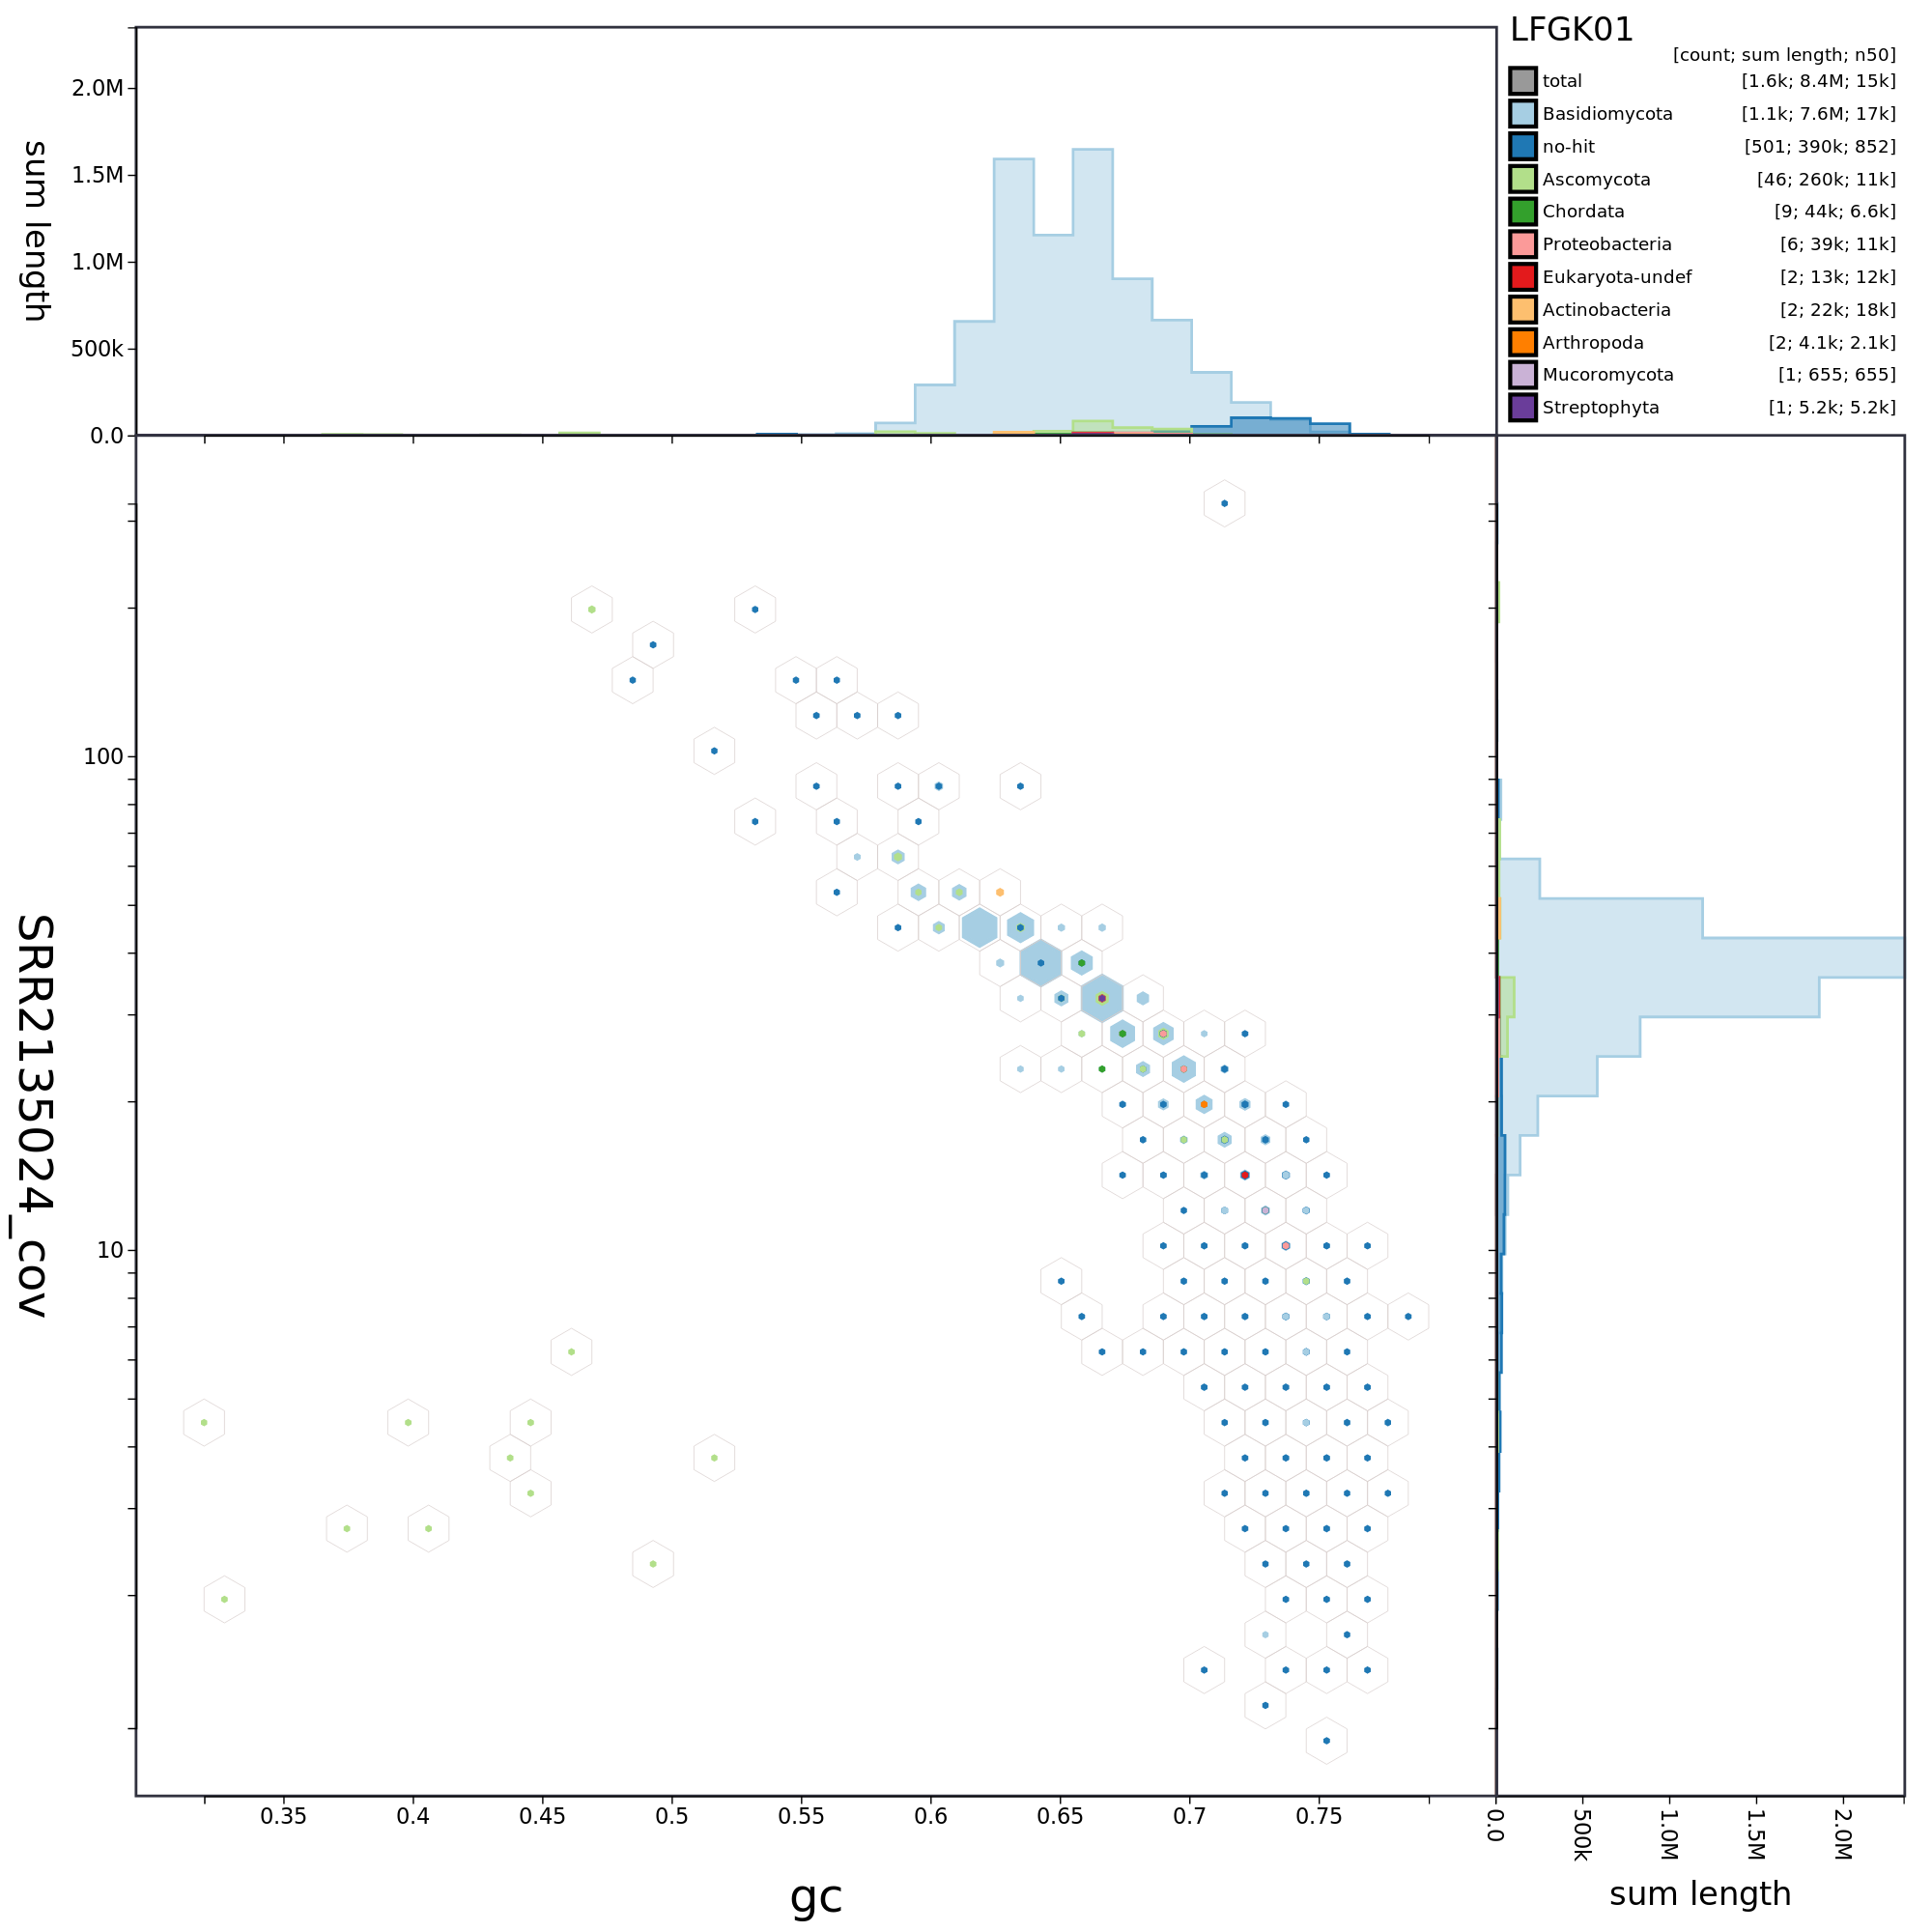 LFGK01
[count; sum length; n50]
total [1.6k; 8.4M; 15k]
Basidiomycota [1.1k; 7.6M; 17k]
no-hit [501; 390k; 852]
Ascomycota [46; 260k; 11k]
Chordata [9; 44k; 6.6k]
Proteobacteria [6; 39k; 11k]
Eukaryota-undef [2; 13k; 12k]
Actinobacteria [2; 22k; 18k]
Arthropoda [2; 4.1k; 2.1k]
Mucoromycota [1; 655; 655]
Streptophyta [1; 5.2k; 5.2k]
sum length
2.0M
1.5M
1.0M
500k
0.0
SRR2135024_cov
100
10
0.35 0.4 0.45 0.5 0.55 0.6 0.65 0.7 0.75
gc
0.0 500k 1.0M 1.5M 2.0M
sum length